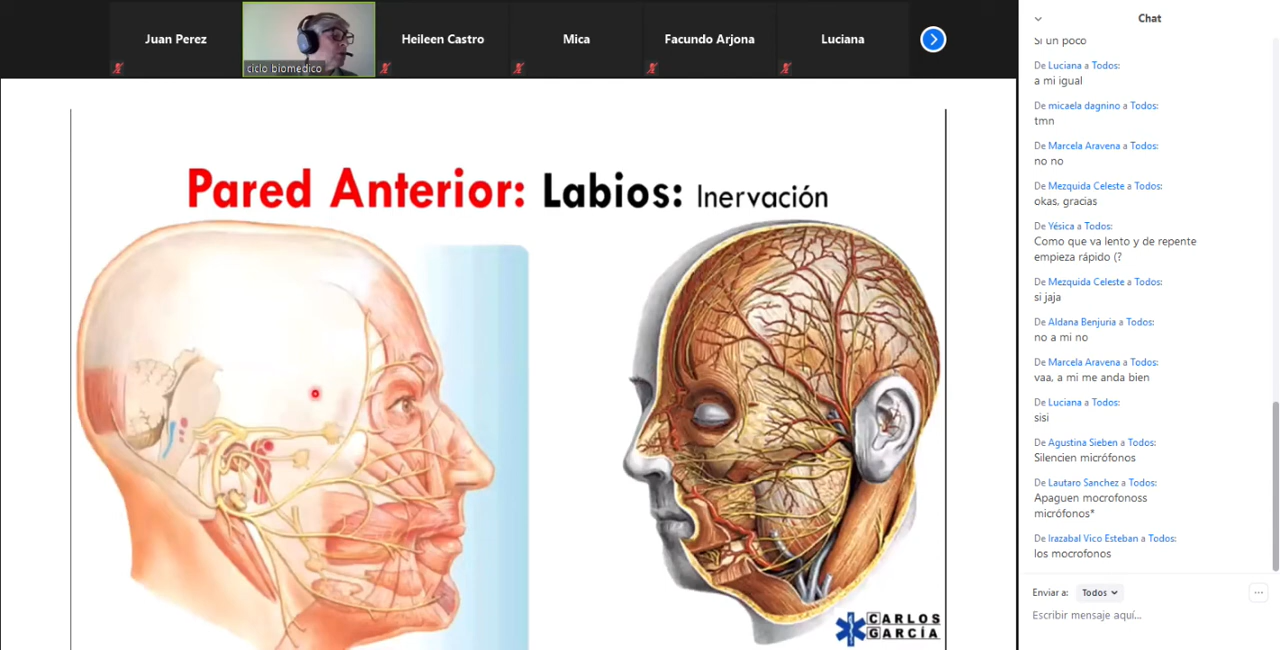 Juan Perez
ciclo biomedico
Heileen Castro
Mica
Facundo Arjona
Luciana
Pared Anterior: Labios: Inervación
CARLOS
GARCÍA
Chat
Si un poco
De Luciana a Todos:
a mi igual
De micaela dagnino a Todos:
tmn
De Marcela Aravena a Todos:
no no
De Mezquida Celeste a Todos:
okas, gracias
De Yésica a Todos:
Como que va lento y de repente
empieza rápido (?
De Mezquida Celeste a Todos:
si jaja
De Aldana Benjuria a Todos:
no a mi no
De Marcela Aravena a Todos:
vaa, a mi me anda bien
De Luciana a Todos:
sisi
De Agustina Sieben a Todos:
Silencien micrófonos
De Lautaro Sanchez a Todos:
Apaguen mocrofonoss
micrófonos*
De Irazabal Vico Esteban a Todos:
los mocrofonos
Enviar a: Todos
Escribir mensaje aquí...